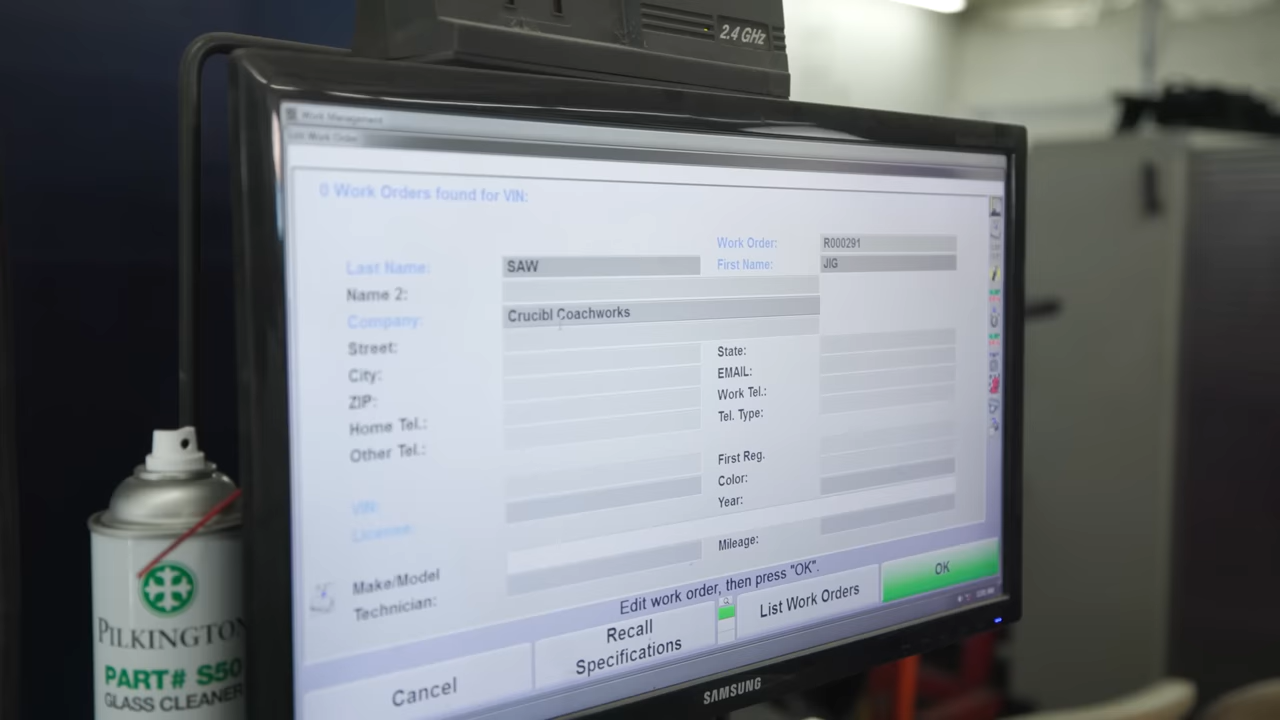 2.4 GHz
Work Management
Edit Work Order
0 Work Orders found for VIN:
Work Order: R000291
Last Name: SAW First Name: JIG
Name 2:
Company: Crucibl Coachworks
Street: State:
City: EMAIL:
ZIP: Work Tel.:
Home Tel.: Tel. Type:
Other Tel.:
First Reg.
VIN: Color:
License: Year:
Make/Model Mileage:
Technician:
Edit work order, then press "OK".
Cancel
Recall
Specifications
List Work Orders
OK
SAMSUNG
PILKINGTON
PART# S50
GLASS CLEANER